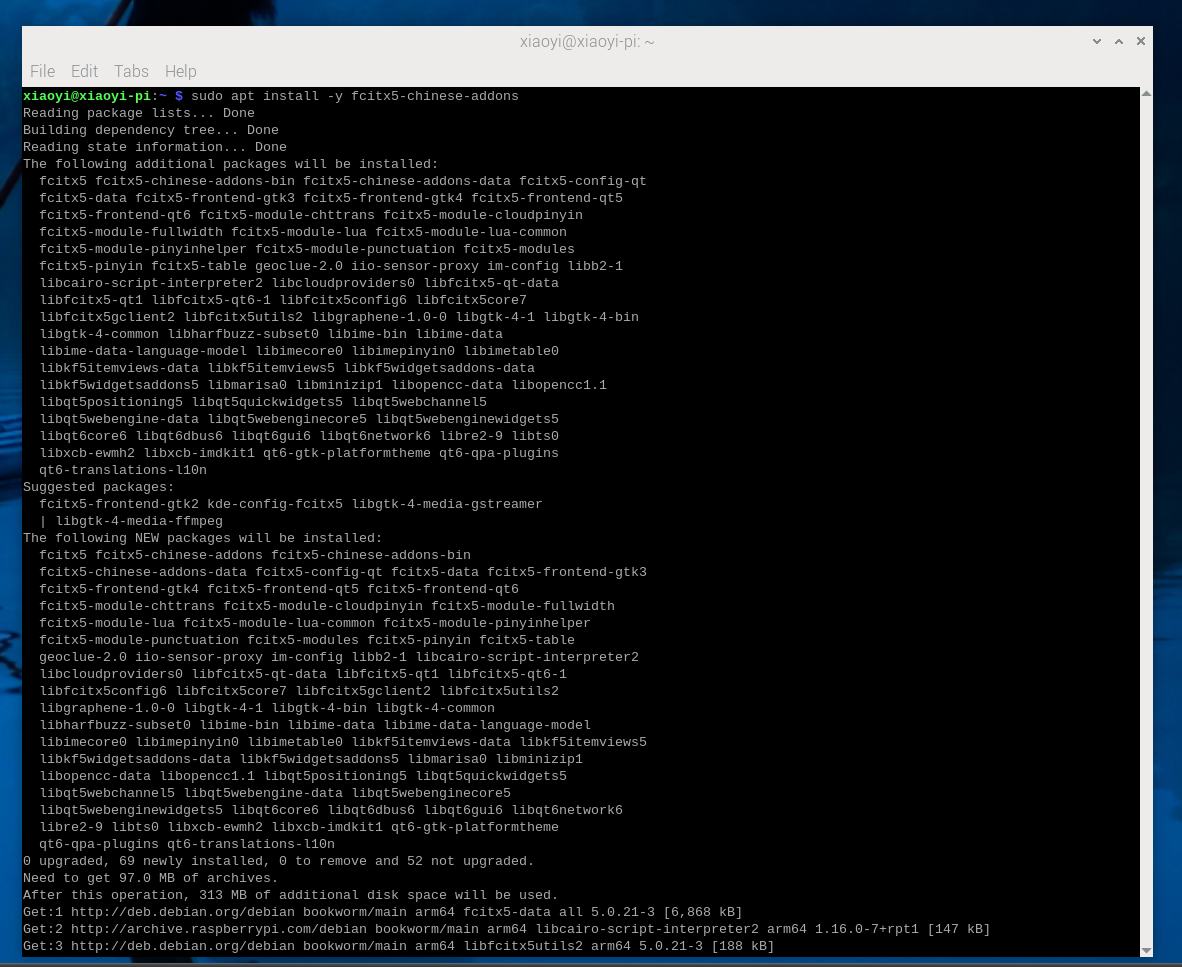 xiaoyi@xiaoyi-pi: ~
File Edit Tabs Help
xiaoyi@xiaoyi-pi:~ $ sudo apt install -y fcitx5-chinese-addons
Reading package lists... Done
Building dependency tree... Done
Reading state information... Done
The following additional packages will be installed:
  fcitx5 fcitx5-chinese-addons-bin fcitx5-chinese-addons-data fcitx5-config-qt
  fcitx5-data fcitx5-frontend-gtk3 fcitx5-frontend-gtk4 fcitx5-frontend-qt5
  fcitx5-frontend-qt6 fcitx5-module-chttrans fcitx5-module-cloudpinyin
  fcitx5-module-fullwidth fcitx5-module-lua fcitx5-module-lua-common
  fcitx5-module-pinyinhelper fcitx5-module-punctuation fcitx5-modules
  fcitx5-pinyin fcitx5-table geoclue-2.0 iio-sensor-proxy im-config libb2-1
  libcairo-script-interpreter2 libcloudproviders0 libfcitx5-qt-data
  libfcitx5-qt1 libfcitx5-qt6-1 libfcitx5config6 libfcitx5core7
  libfcitx5gclient2 libfcitx5utils2 libgraphene-1.0-0 libgtk-4-1 libgtk-4-bin
  libgtk-4-common libharfbuzz-subset0 libime-bin libime-data
  libime-data-language-model libimecore0 libimepinyin0 libimetable0
  libkf5itemviews-data libkf5itemviews5 libkf5widgetsaddons-data
  libkf5widgetsaddons5 libmarisa0 libminizip1 libopencc-data libopencc1.1
  libqt5positioning5 libqt5quickwidgets5 libqt5webchannel5
  libqt5webengine-data libqt5webenginecore5 libqt5webenginewidgets5
  libqt6core6 libqt6dbus6 libqt6gui6 libqt6network6 libre2-9 libts0
  libxcb-ewmh2 libxcb-imdkit1 qt6-gtk-platformtheme qt6-qpa-plugins
  qt6-translations-l10n
Suggested packages:
  fcitx5-frontend-gtk2 kde-config-fcitx5 libgtk-4-media-gstreamer
  | libgtk-4-media-ffmpeg
The following NEW packages will be installed:
  fcitx5 fcitx5-chinese-addons fcitx5-chinese-addons-bin
  fcitx5-chinese-addons-data fcitx5-config-qt fcitx5-data fcitx5-frontend-gtk3
  fcitx5-frontend-gtk4 fcitx5-frontend-qt5 fcitx5-frontend-qt6
  fcitx5-module-chttrans fcitx5-module-cloudpinyin fcitx5-module-fullwidth
  fcitx5-module-lua fcitx5-module-lua-common fcitx5-module-pinyinhelper
  fcitx5-module-punctuation fcitx5-modules fcitx5-pinyin fcitx5-table
  geoclue-2.0 iio-sensor-proxy im-config libb2-1 libcairo-script-interpreter2
  libcloudproviders0 libfcitx5-qt-data libfcitx5-qt1 libfcitx5-qt6-1
  libfcitx5config6 libfcitx5core7 libfcitx5gclient2 libfcitx5utils2
  libgraphene-1.0-0 libgtk-4-1 libgtk-4-bin libgtk-4-common
  libharfbuzz-subset0 libime-bin libime-data libime-data-language-model
  libimecore0 libimepinyin0 libimetable0 libkf5itemviews-data libkf5itemviews5
  libkf5widgetsaddons-data libkf5widgetsaddons5 libmarisa0 libminizip1
  libopencc-data libopencc1.1 libqt5positioning5 libqt5quickwidgets5
  libqt5webchannel5 libqt5webengine-data libqt5webenginecore5
  libqt5webenginewidgets5 libqt6core6 libqt6dbus6 libqt6gui6 libqt6network6
  libre2-9 libts0 libxcb-ewmh2 libxcb-imdkit1 qt6-gtk-platformtheme
  qt6-qpa-plugins qt6-translations-l10n
0 upgraded, 69 newly installed, 0 to remove and 52 not upgraded.
Need to get 97.0 MB of archives.
After this operation, 313 MB of additional disk space will be used.
Get:1 http://deb.debian.org/debian bookworm/main arm64 fcitx5-data all 5.0.21-3 [6,868 kB]
Get:2 http://archive.raspberrypi.com/debian bookworm/main arm64 libcairo-script-interpreter2 arm64 1.16.0-7+rpt1 [147 kB]
Get:3 http://deb.debian.org/debian bookworm/main arm64 libfcitx5utils2 arm64 5.0.21-3 [188 kB]